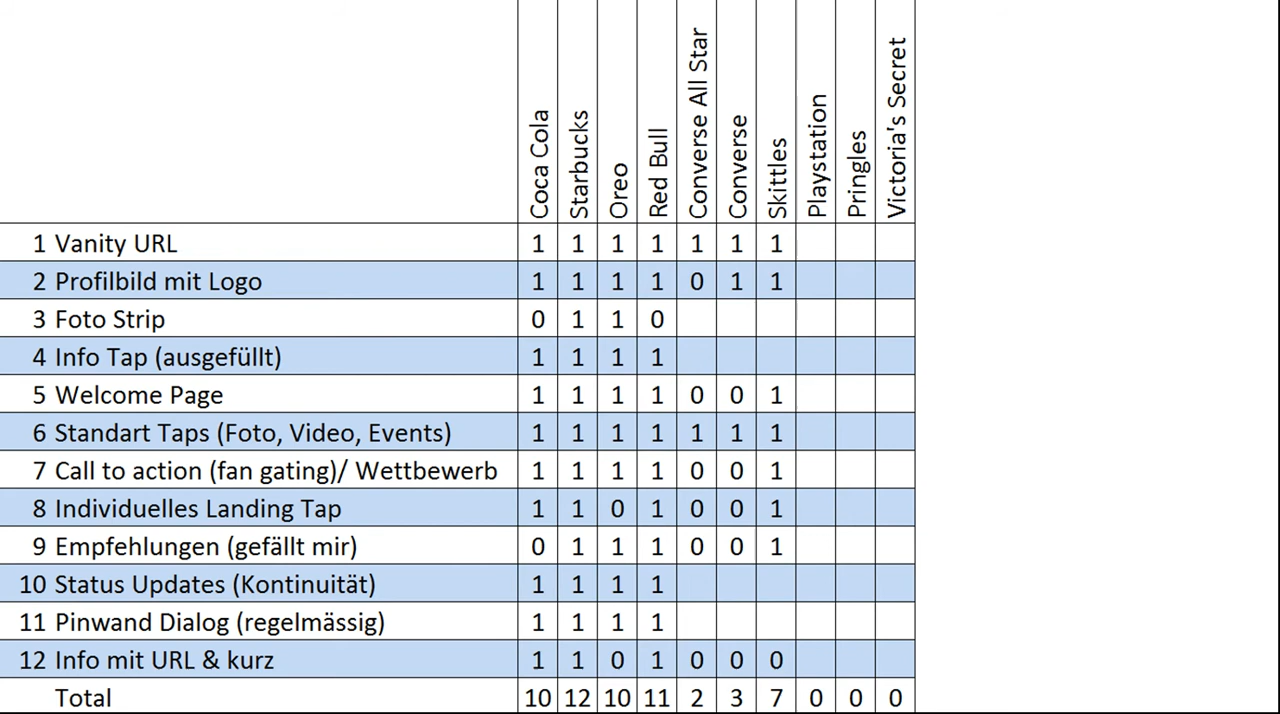 Coca Cola Starbucks Oreo Red Bull Converse All Star Converse Skittles Playstation Pringles Victoria's Secret
1 Vanity URL 1 1 1 1 1 1 1
2 Profilbild mit Logo 1 1 1 1 0 1 1
3 Foto Strip 0 1 1 0
4 Info Tap (ausgefüllt) 1 1 1 1
5 Welcome Page 1 1 1 1 0 0 1
6 Standart Taps (Foto, Video, Events) 1 1 1 1 1 1 1
7 Call to action (fan gating)/ Wettbewerb 1 1 1 1 0 0 1
8 Individuelles Landing Tap 1 1 0 1 0 0 1
9 Empfehlungen (gefällt mir) 0 1 1 1 0 0 1
10 Status Updates (Kontinuität) 1 1 1 1
11 Pinwand Dialog (regelmässig) 1 1 1 1
12 Info mit URL & kurz 1 1 0 1 0 0 0
Total 10 12 10 11 2 3 7 0 0 0